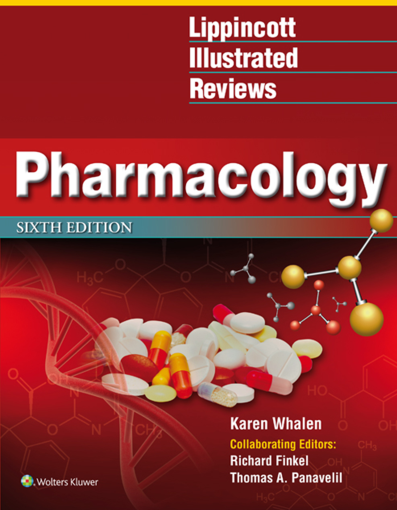 Lippincott
Illustrated
Reviews
Pharmacology
SIXTH EDITION
Karen Whalen
Collaborating Editors:
Richard Finkel
Thomas A. Panavelil
Wolters Kluwer